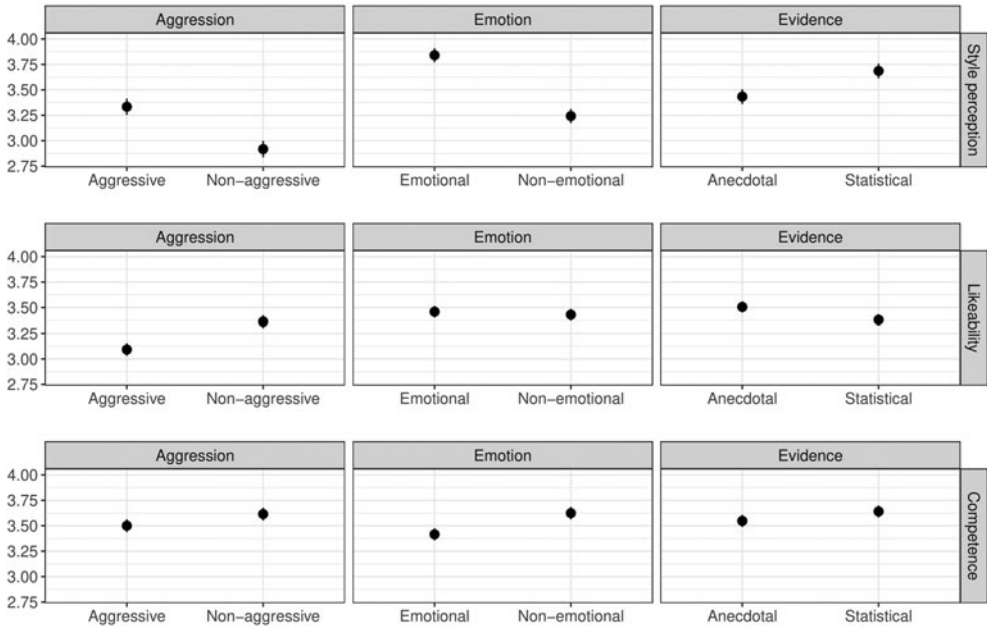 Aggression Emotion Evidence
4.00
3.75
3.50
3.25
3.00
2.75
Style perception
Aggressive Non−aggressive Emotional Non−emotional Anecdotal Statistical
Aggression Emotion Evidence
4.00
3.75
3.50
3.25
3.00
2.75
Likeability
Aggressive Non−aggressive Emotional Non−emotional Anecdotal Statistical
Aggression Emotion Evidence
4.00
3.75
3.50
3.25
3.00
2.75
Competence
Aggressive Non−aggressive Emotional Non−emotional Anecdotal Statistical